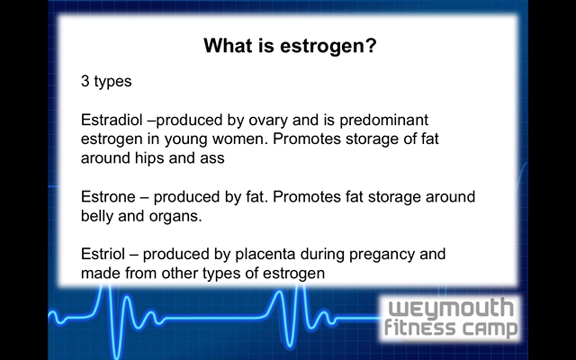 What is estrogen?
3 types
Estradiol –produced by ovary and is predominant
estrogen in young women. Promotes storage of fat
around hips and ass
Estrone – produced by fat. Promotes fat storage around
belly and organs.
Estriol – produced by placenta during pregancy and
made from other types of estrogen
weymouth
fitness camp